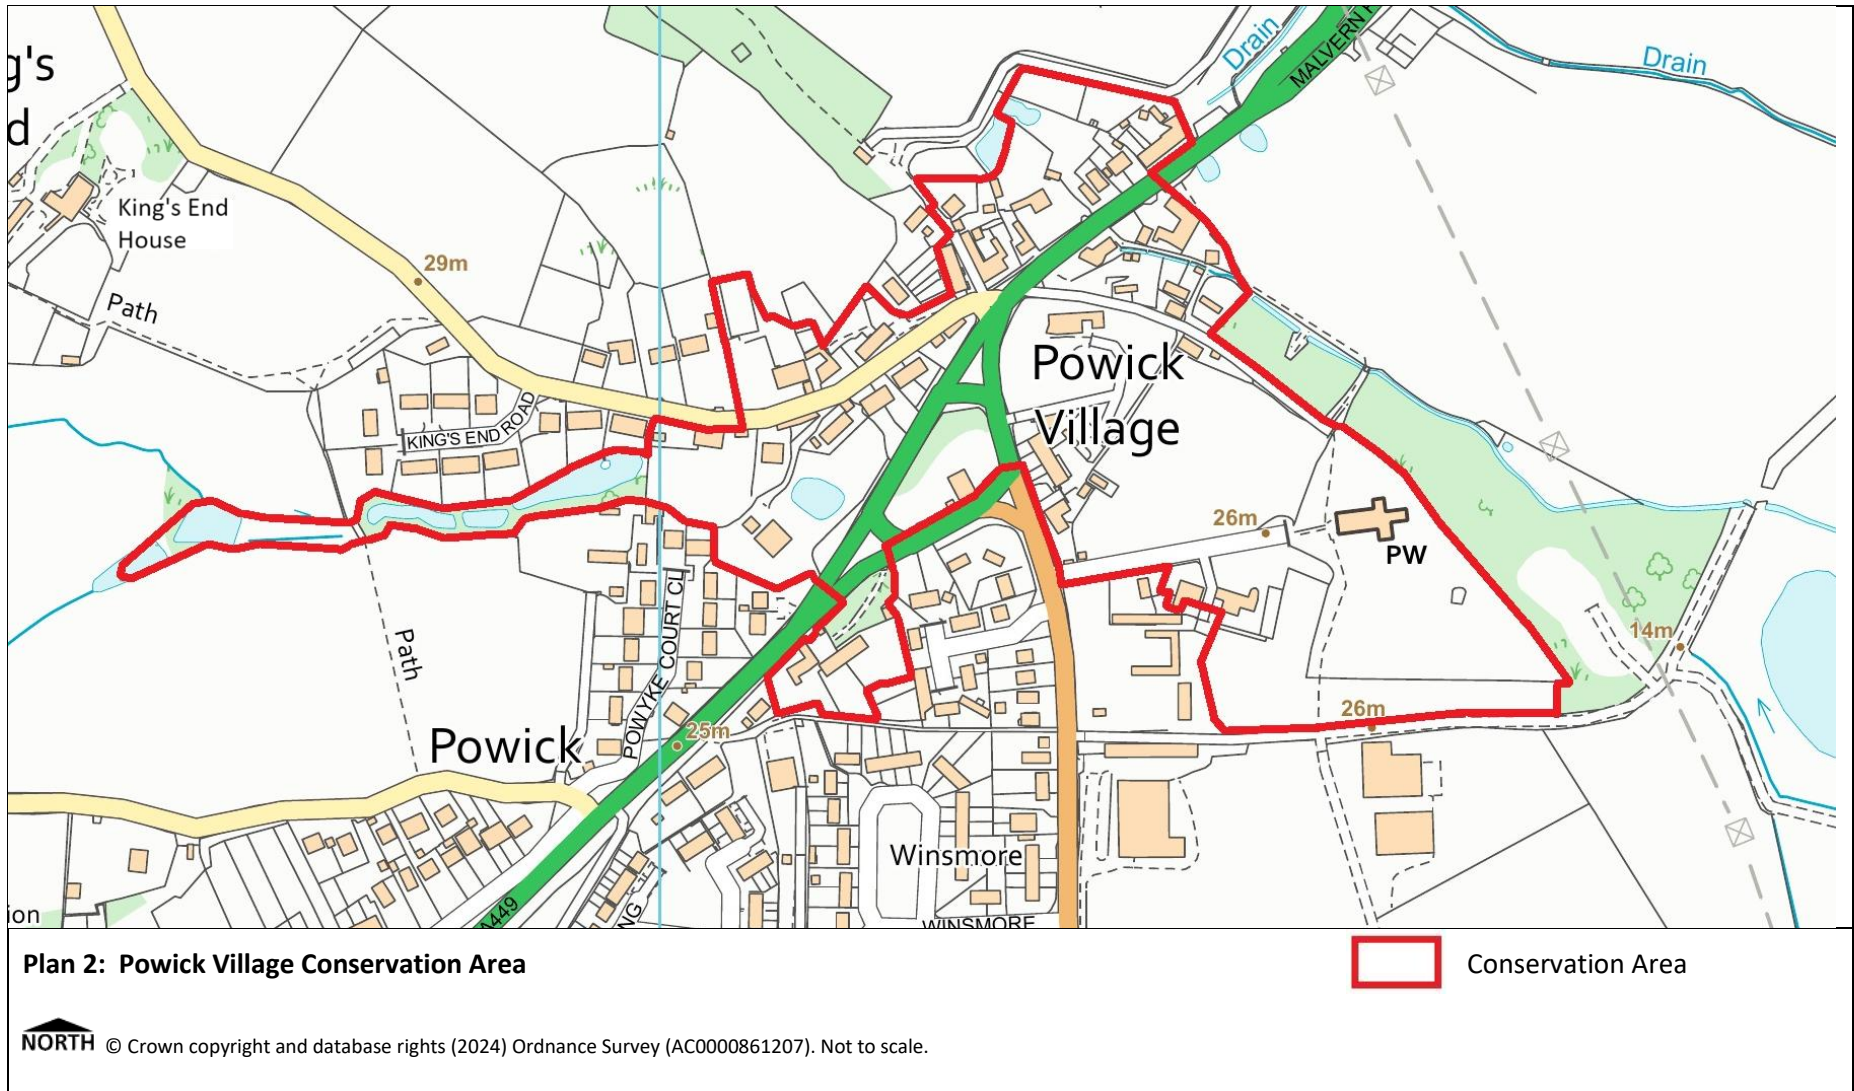 g's
d
King's End
House
Path
29m
KING'S END ROAD
Drain
MALVERN
Drain
Powick
Village
26m
PW
14m
26m
Path
POWYKE COURT CL
Powick
25m
Winsmore
WINSMORE
A449
NG
ion
Plan 2: Powick Village Conservation Area
Conservation Area
NORTH © Crown copyright and database rights (2024) Ordnance Survey (AC0000861207). Not to scale.